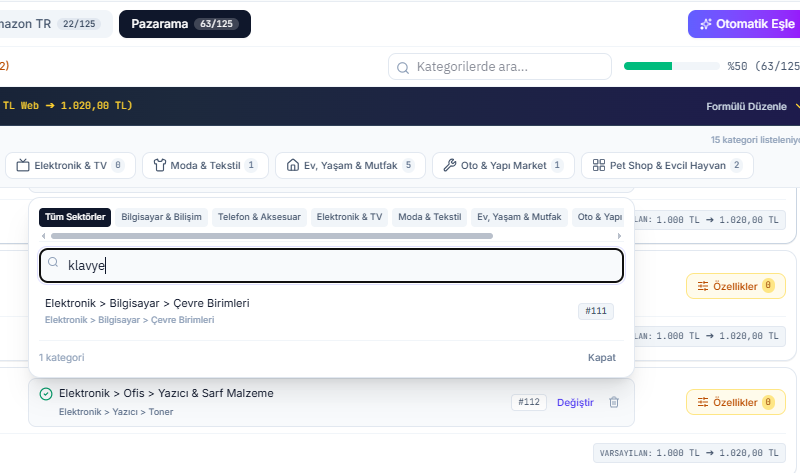 mazon TR 22/125 Pazarama 63/125 Otomatik Eşle
2) Kategorilerde ara... %50 (63/125
TL Web → 1.020,00 TL) Formülü Düzenle
15 kategori listeleniyo
Elektronik & TV 0 Moda & Tekstil 1 Ev, Yaşam & Mutfak 5 Oto & Yapı Market 1 Pet Shop & Evcil Hayvan 2
Tüm Sektörler Bilgisayar & Bilişim Telefon & Aksesuar Elektronik & TV Moda & Tekstil Ev, Yaşam & Mutfak Oto & Yapı
LAN: 1.000 TL → 1.020,00 TL
klavye
Özellikler 0
Elektronik > Bilgisayar > Çevre Birimleri
#111
Elektronik > Bilgisayar > Çevre Birimleri
LAN: 1.000 TL → 1.020,00 TL
1 kategori Kapat
Elektronik > Ofis > Yazıcı & Sarf Malzeme
#112 Değiştir Özellikler 0
Elektronik > Yazıcı > Toner
VARSAYILAN: 1.000 TL → 1.020,00 TL